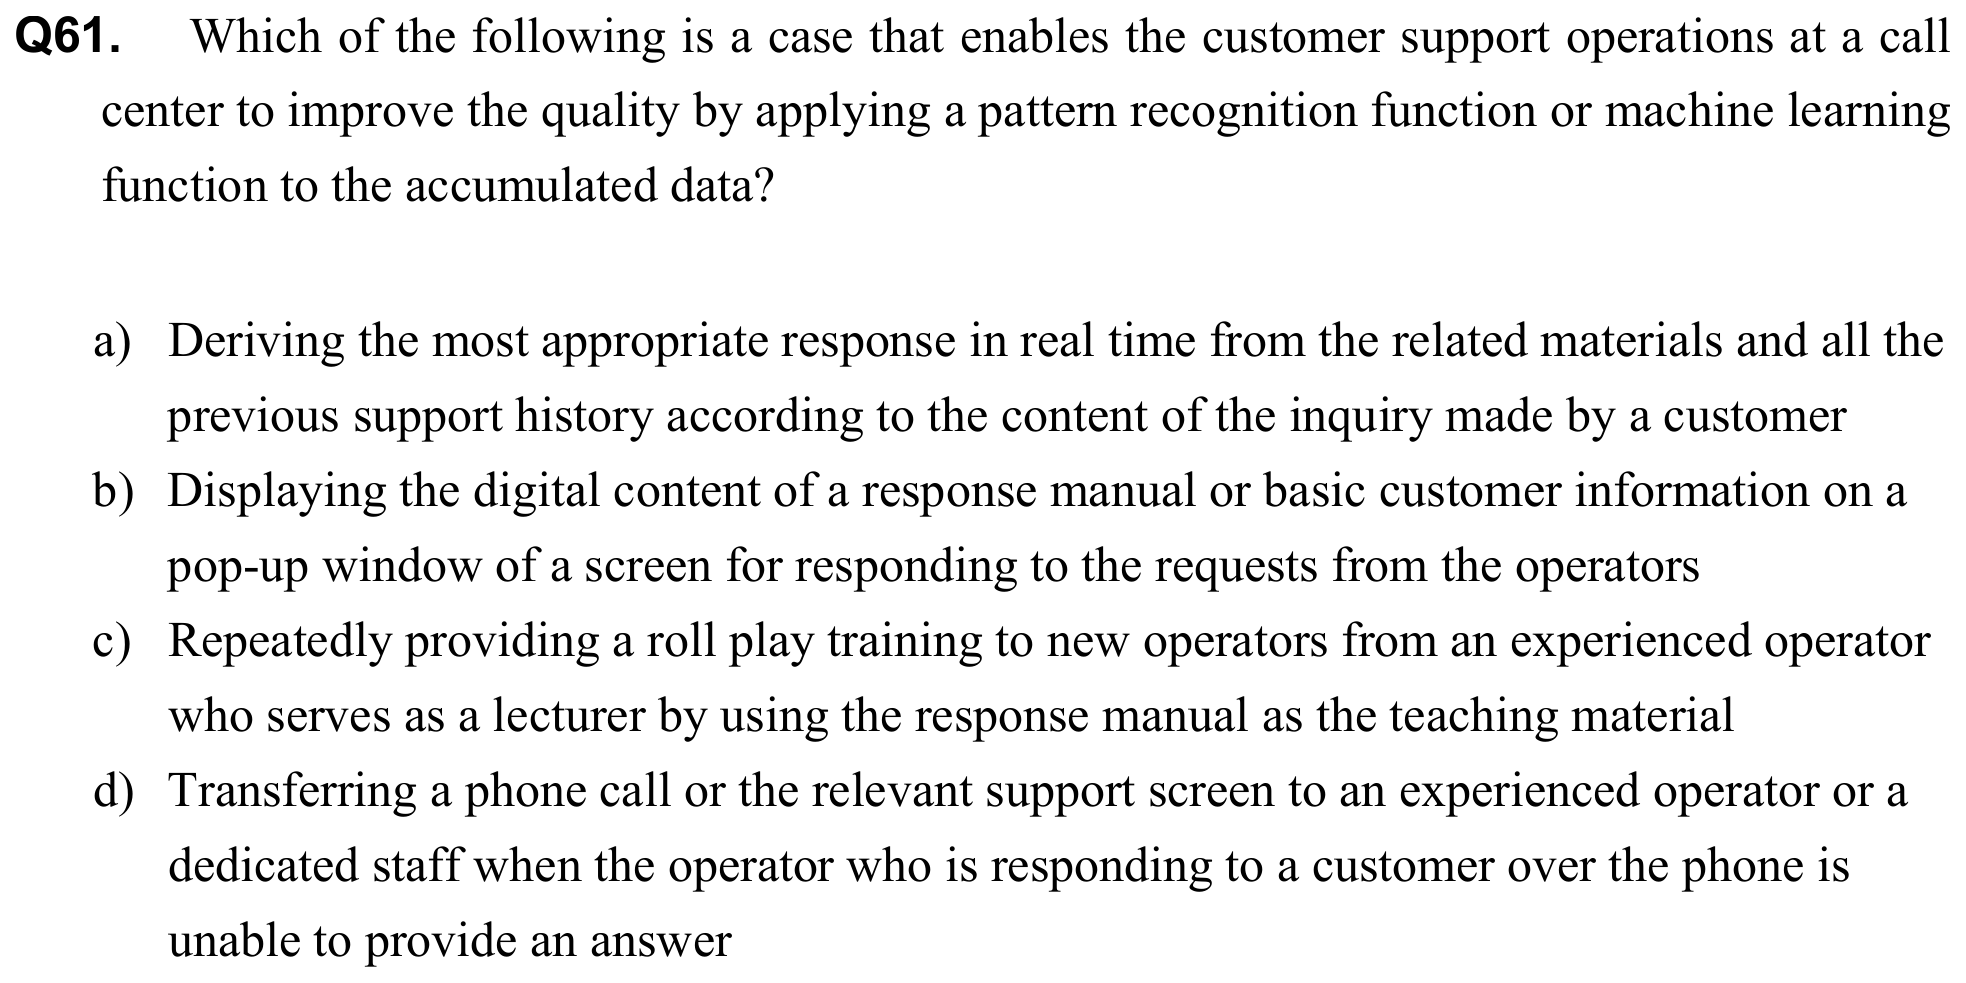 Q61. Which of the following is a case that enables the customer support operations at a call
center to improve the quality by applying a pattern recognition function or machine learning
function to the accumulated data?
a) Deriving the most appropriate response in real time from the related materials and all the
previous support history according to the content of the inquiry made by a customer
b) Displaying the digital content of a response manual or basic customer information on a
pop-up window of a screen for responding to the requests from the operators
c) Repeatedly providing a roll play training to new operators from an experienced operator
who serves as a lecturer by using the response manual as the teaching material
d) Transferring a phone call or the relevant support screen to an experienced operator or a
dedicated staff when the operator who is responding to a customer over the phone is
unable to provide an answer